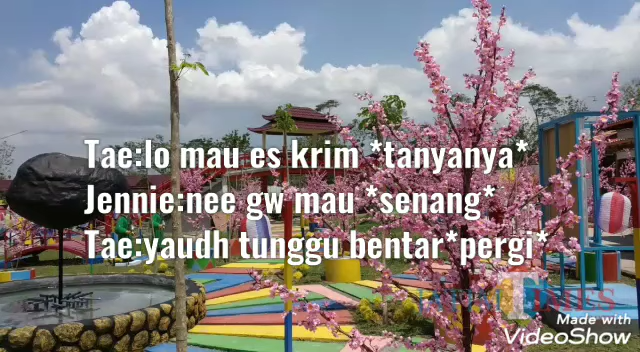 Tae:lo mau es krim *tanyanya*
Jennie:nee gw mau *senang*
Tae:yaudh tunggu bentar*pergi*
TIMES
Made with
VideoShow